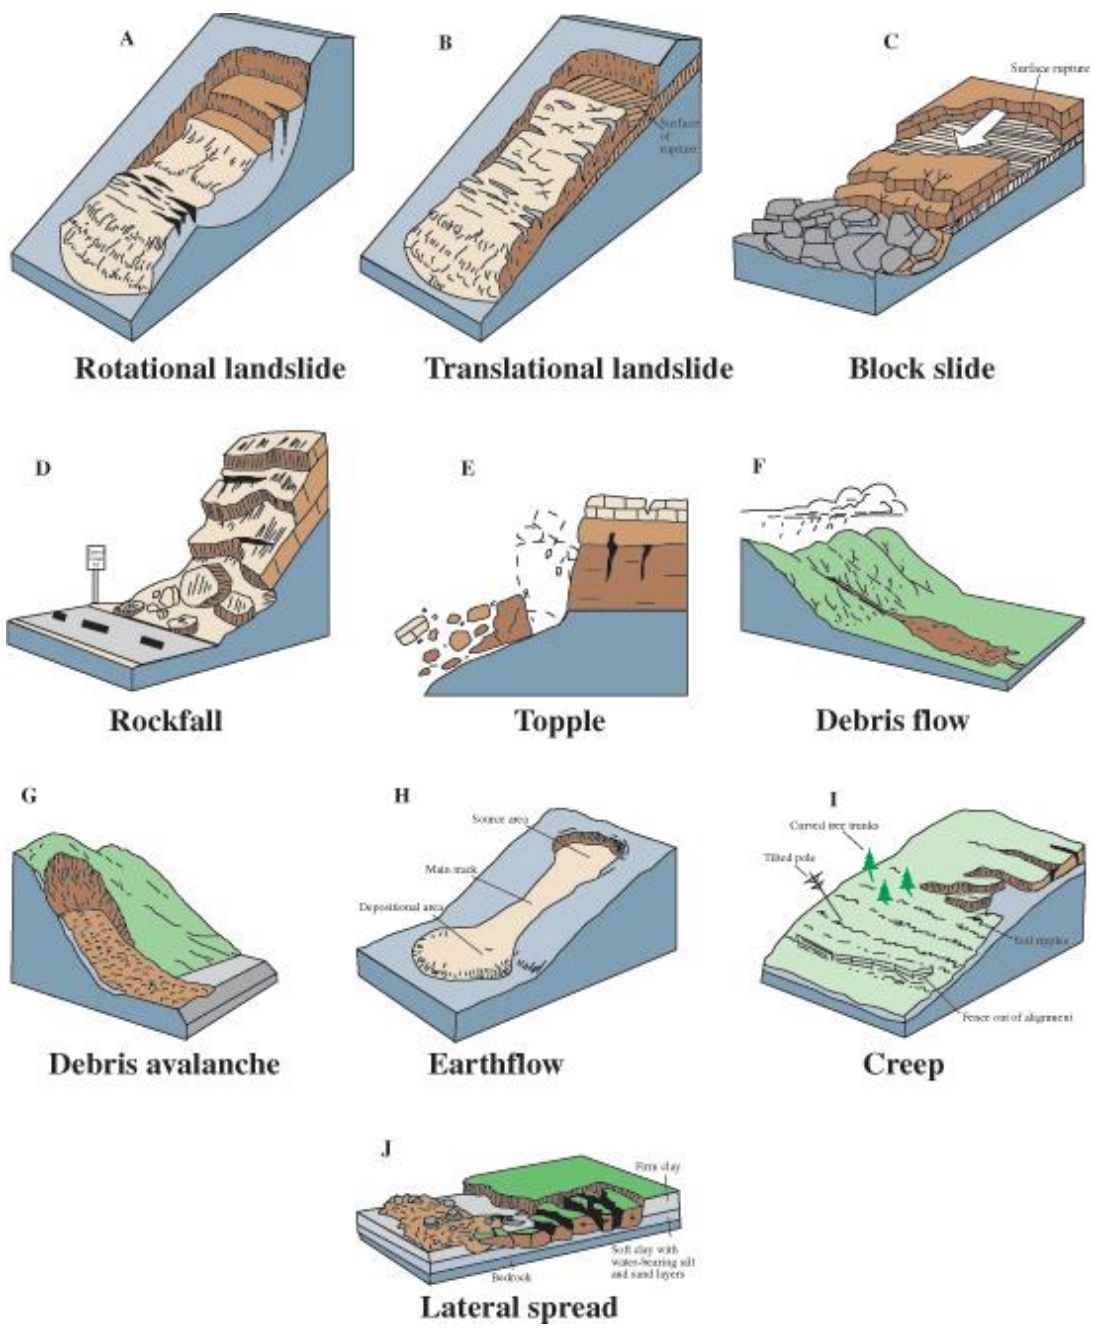 A
B
C
Surface rupture
Surface
of
rupture
Rotational landslide
Translational landslide
Block slide
D
E
F
Rockfall
Topple
Debris flow
G
H
I
Source area
Main track
Depositional area
Curved tree trunks
Tilted pole
Soil ripples
Fence out of alignment
Debris avalanche
Earthflow
Creep
J
Firm clay
Soft clay with
water-bearing silt
and sand layers
Bedrock
Lateral spread